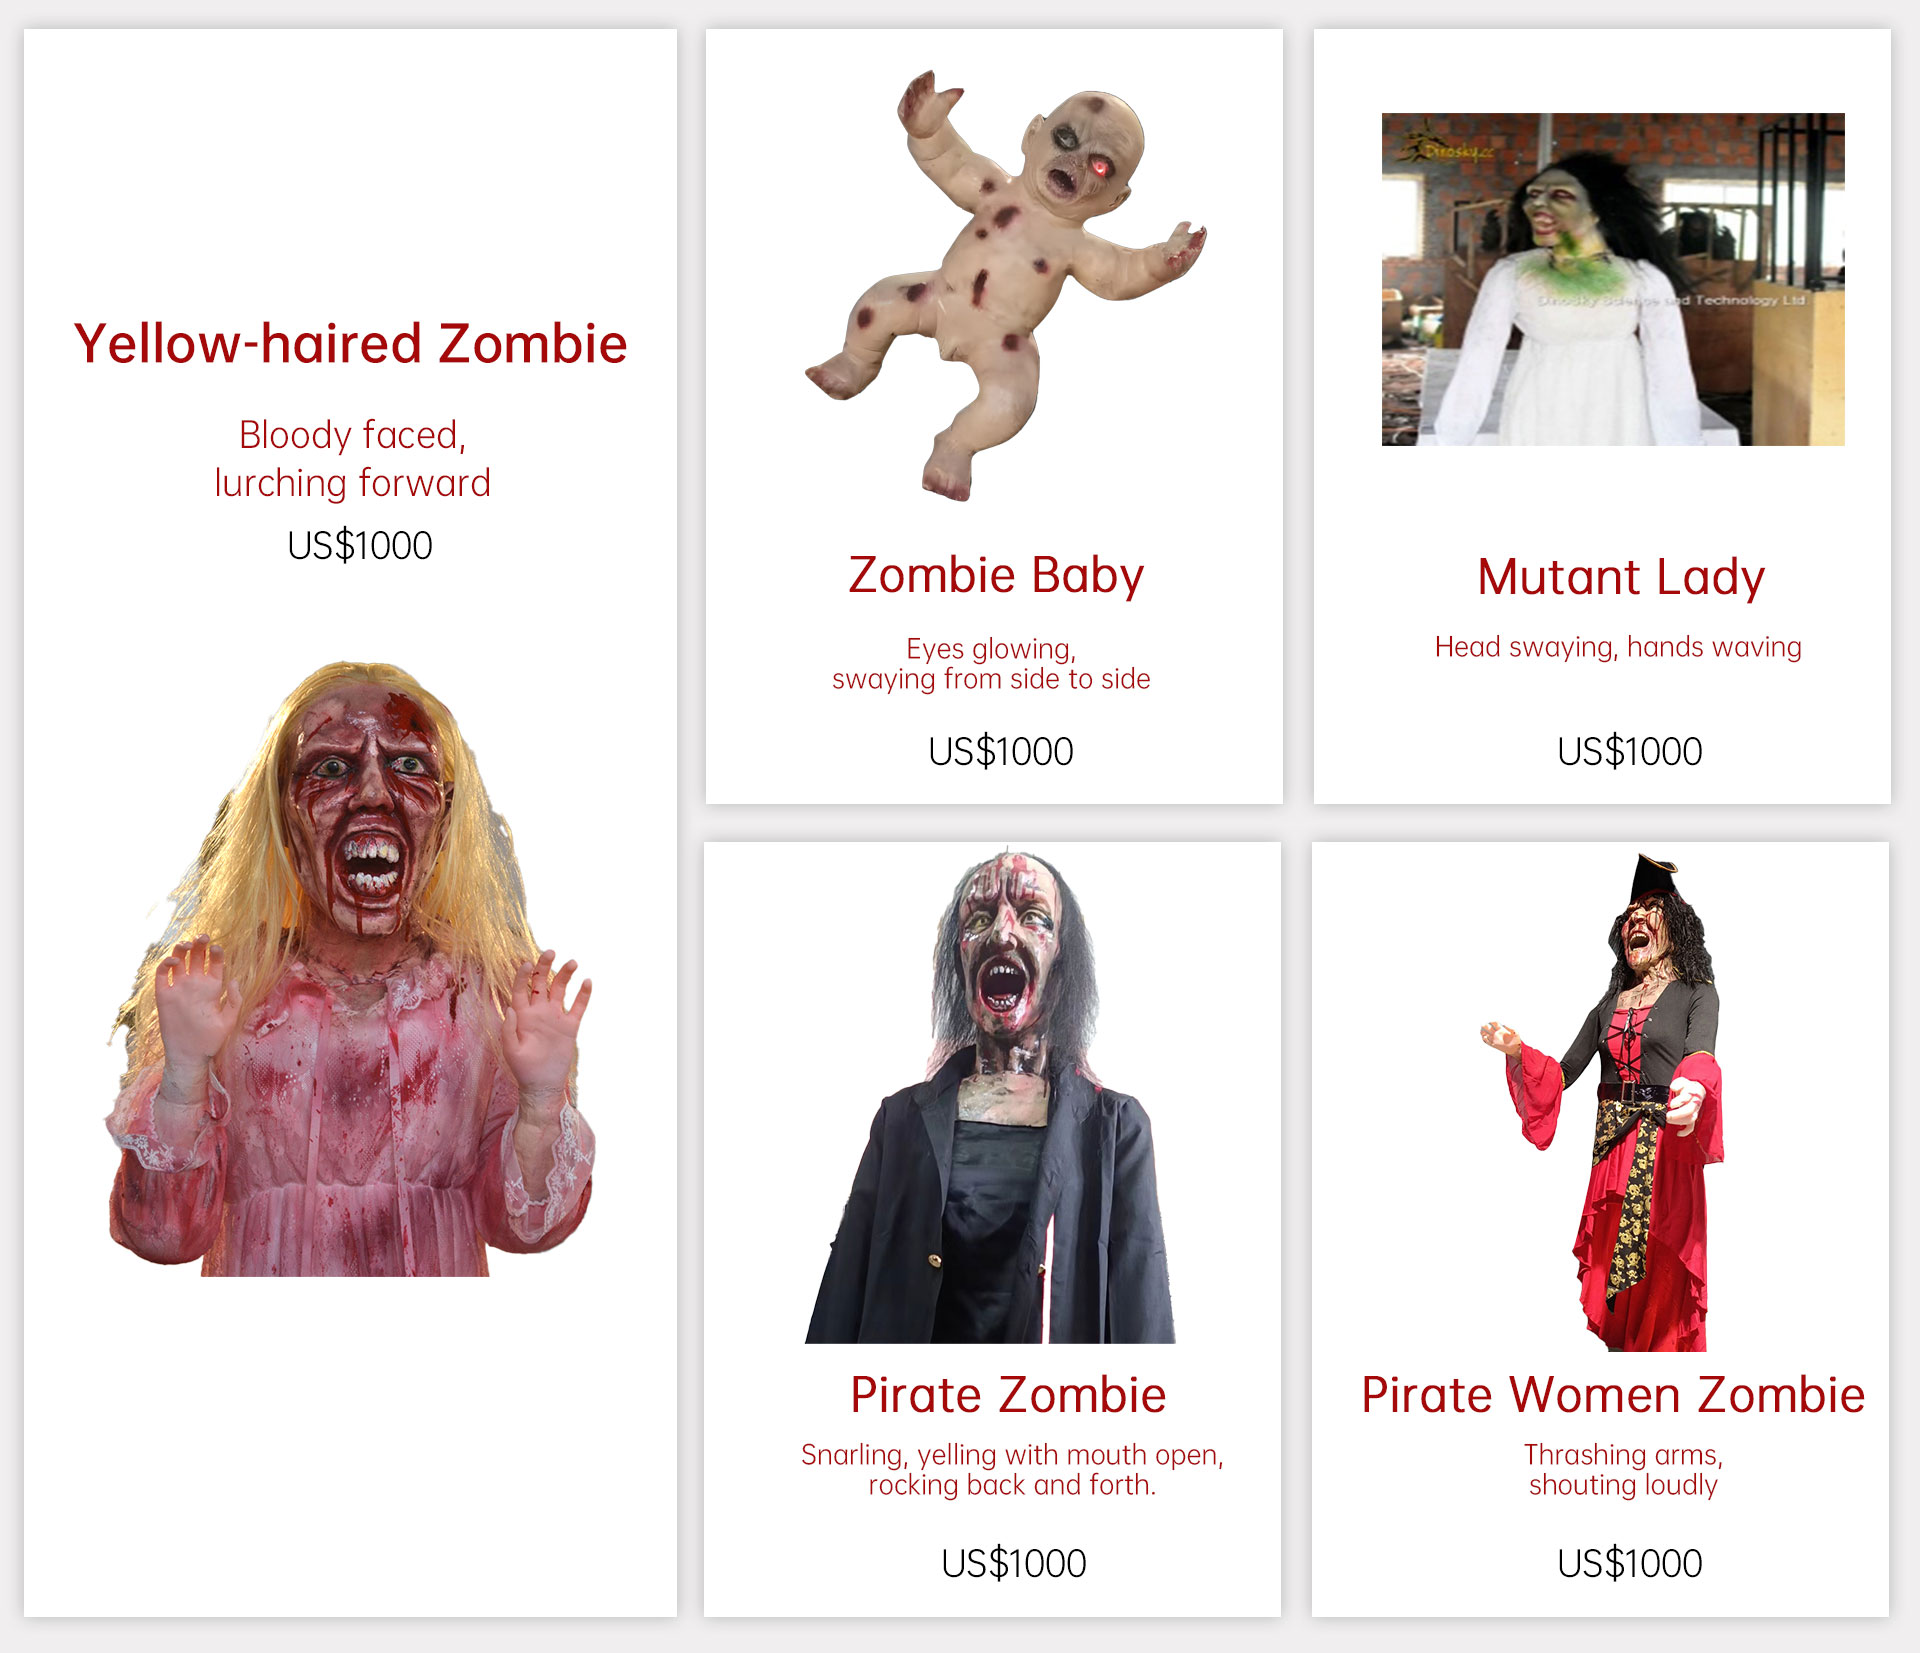 Yellow-haired Zombie
Bloody faced,
lurching forward
US$1000
Zombie Baby
Eyes glowing,
swaying from side to side
US$1000
Dinosky.cc
Dinosky Science and Technology Ltd
Mutant Lady
Head swaying, hands waving
US$1000
Pirate Zombie
Snarling, yelling with mouth open,
rocking back and forth.
US$1000
Pirate Women Zombie
Thrashing arms,
shouting loudly
US$1000